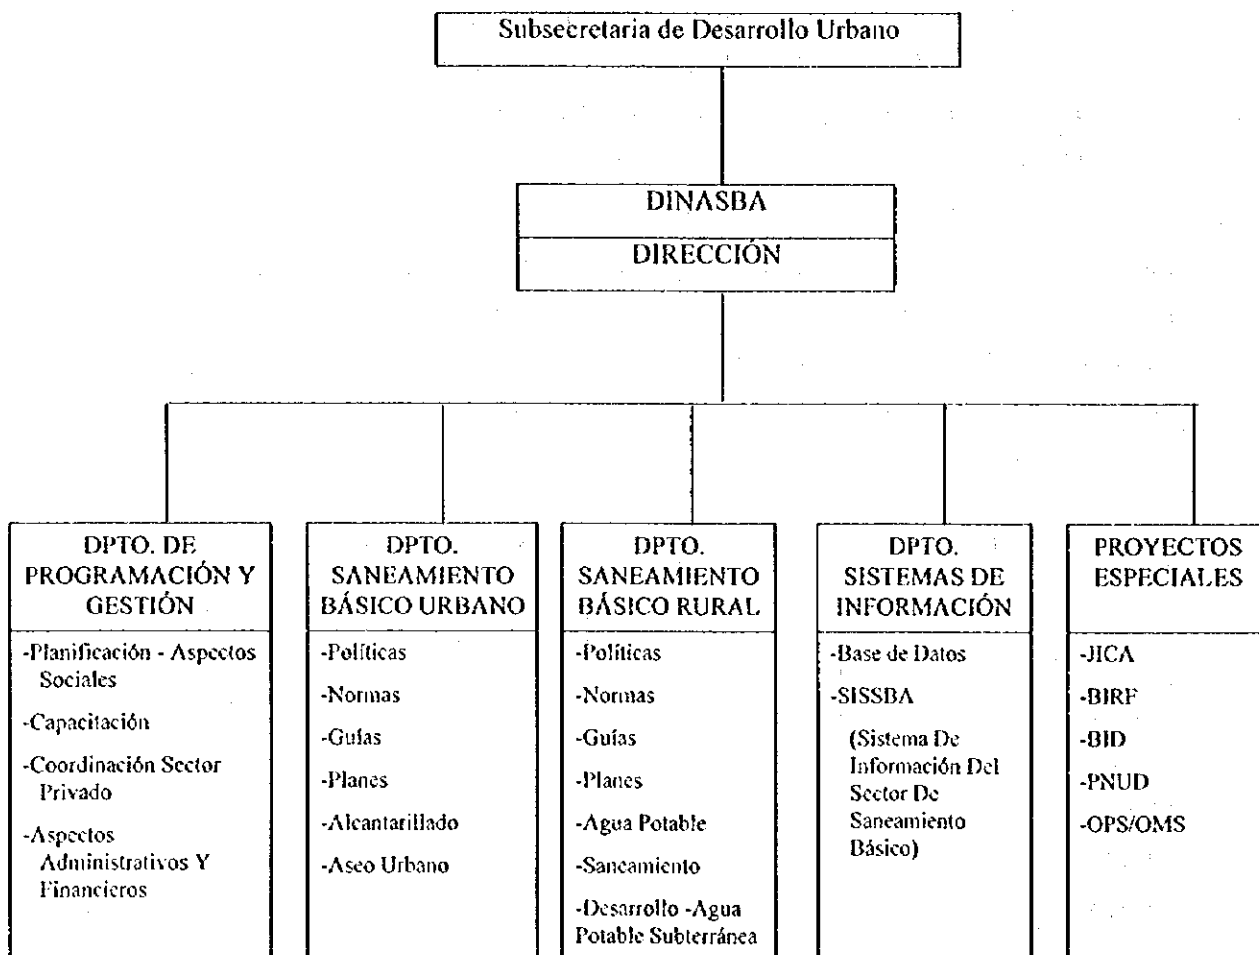 Subsecretaria de Desarrollo Urbano
DINASBA
DIRECCIÓN
DPTO. DE
PROGRAMACIÓN Y
GESTIÓN
-Planificación - Aspectos
Sociales
-Capacitación
-Coordinación Sector
Privado
-Aspectos
Administrativos Y
Financieros
DPTO.
SANEAMIENTO
BÁSICO URBANO
-Políticas
-Normas
-Guías
-Planes
-Alcantarillado
-Aseo Urbano
DPTO.
SANEAMIENTO
BÁSICO RURAL
-Políticas
-Normas
-Guías
-Planes
-Agua Potable
-Saneamiento
-Desarrollo -Agua
Potable Subterránea
DPTO.
SISTEMAS DE
INFORMACIÓN
-Base de Datos
-SISSBA
(Sistema De
Información Del
Sector De
Saneamiento
Básico)
PROYECTOS
ESPECIALES
-JICA
-BIRF
-BID
-PNUD
-OPS/OMS